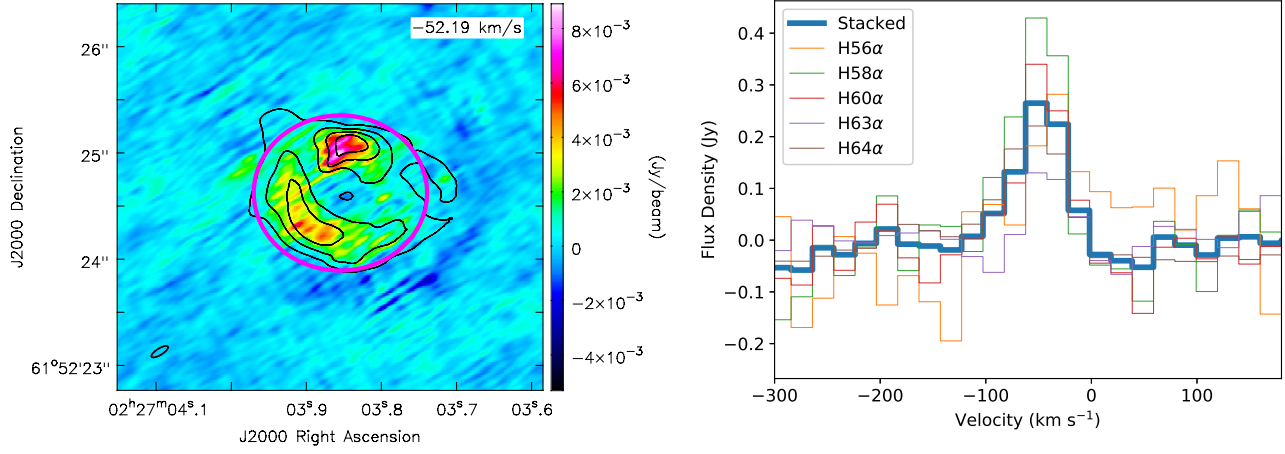 −52.19 km/s
26"
25"
24"
61°52'23"
J2000 Declination
02ʰ27ᵐ04ˢ.1
03ˢ.9
03ˢ.8
03ˢ.7
03ˢ.6
J2000 Right Ascension
8×10⁻³
6×10⁻³
4×10⁻³
2×10⁻³
0
−2×10⁻³
−4×10⁻³
(Jy/beam)
Stacked
H56α
H58α
H60α
H63α
H64α
0.4
0.3
0.2
0.1
0.0
−0.1
−0.2
Flux Density (Jy)
−300
−200
−100
0
100
Velocity (km s⁻¹)